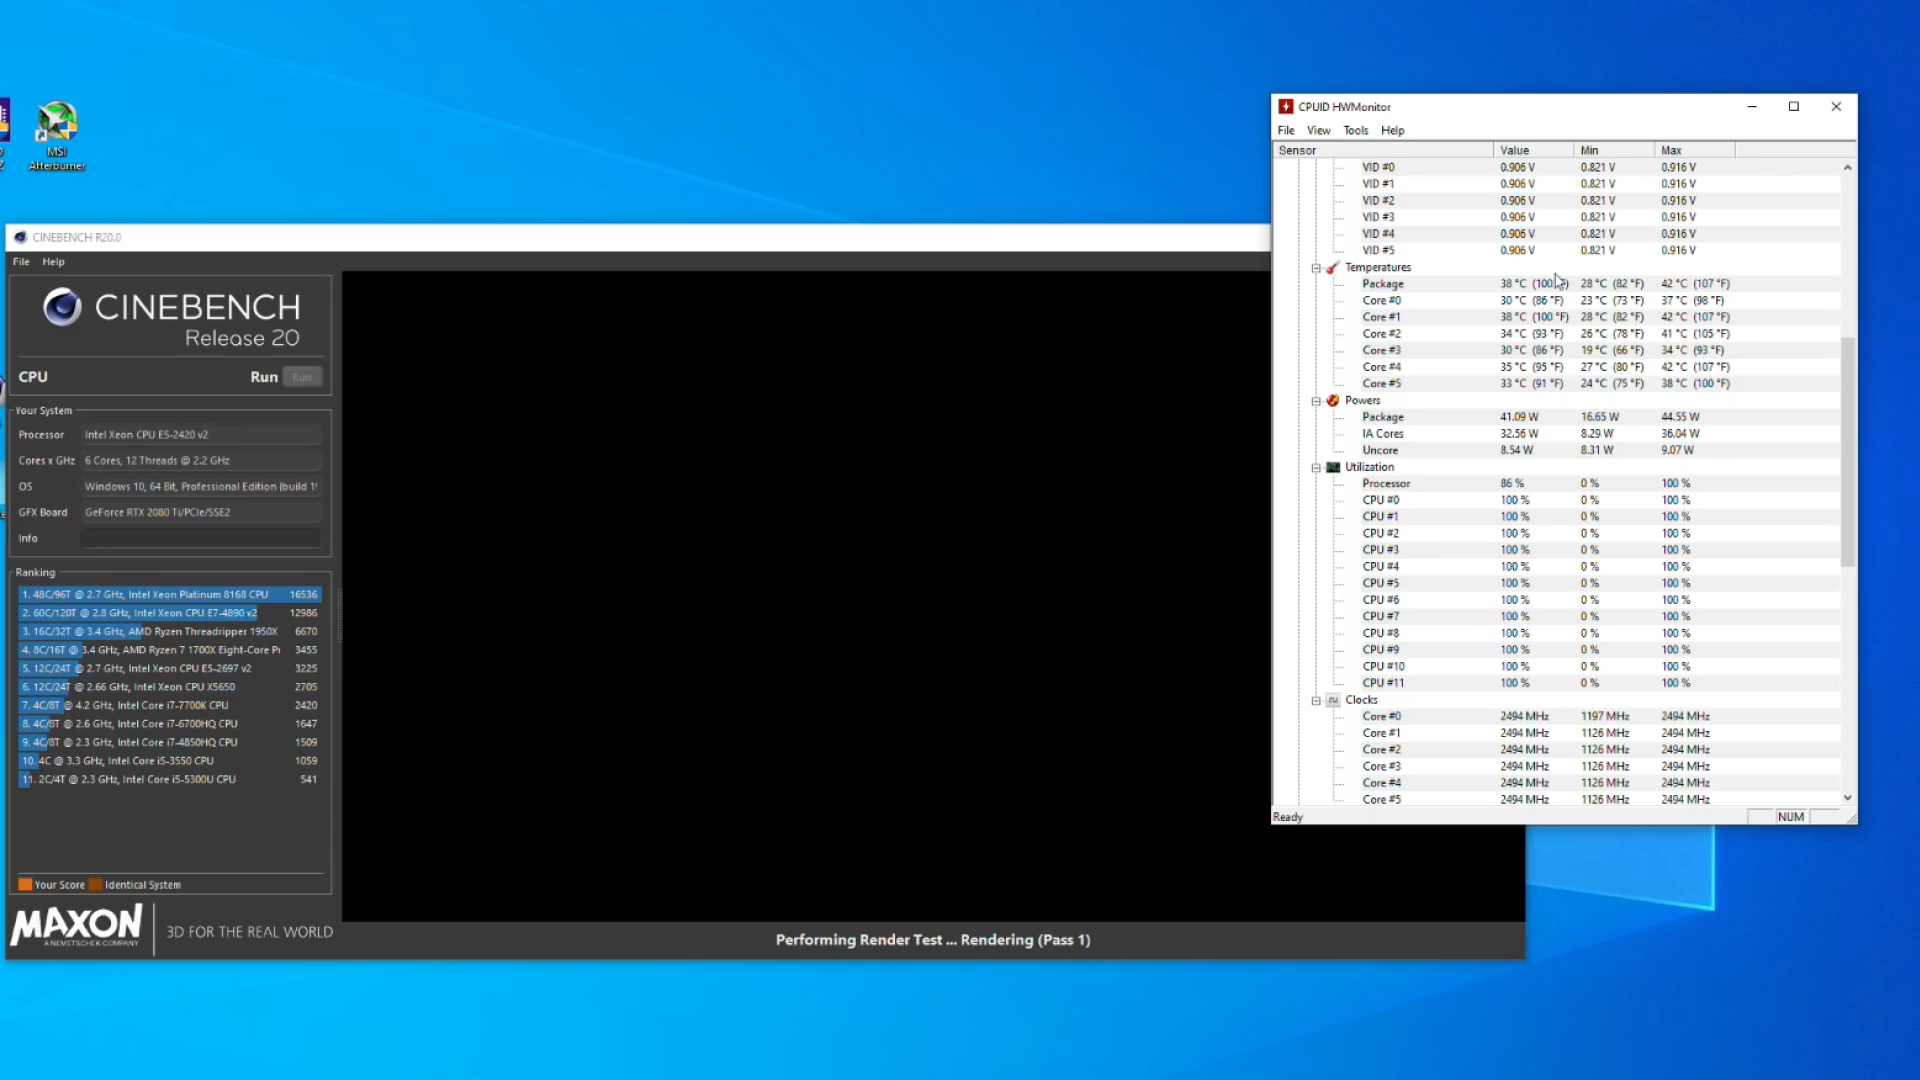 MSI
Afterburner
CINEBENCH R20.0
File Help
CINEBENCH
Release 20
CPU Run Run
Your System
Processor Intel Xeon CPU E5-2420 v2
Cores x GHz 6 Cores, 12 Threads @ 2.2 GHz
OS Windows 10, 64 Bit, Professional Edition (build 1
GFX Board GeForce RTX 2080 Ti/PCIe/SSE2
Info
Ranking
1. 48C/96T @ 2.7 GHz, Intel Xeon Platinum 8168 CPU 16536
2. 60C/120T @ 2.8 GHz, Intel Xeon CPU E7-4890 v2 12986
3. 16C/32T @ 3.4 GHz, AMD Ryzen Threadripper 1950X 6670
4. 8C/16T @ 3.4 GHz, AMD Ryzen 7 1700X Eight-Core Pr 3455
5. 12C/24T @ 2.7 GHz, Intel Xeon CPU E5-2697 v2 3225
6. 12C/24T @ 2.66 GHz, Intel Xeon CPU X5650 2705
7. 4C/8T @ 4.2 GHz, Intel Core i7-7700K CPU 2420
8. 4C/8T @ 2.6 GHz, Intel Core i7-6700HQ CPU 1647
9. 4C/8T @ 2.3 GHz, Intel Core i7-4850HQ CPU 1509
10. 4C @ 3.3 GHz, Intel Core i5-3550 CPU 1059
11. 2C/4T @ 2.3 GHz, Intel Core i5-5300U CPU 541
Your Score Identical System
MAXON
A NEMETSCHEK COMPANY
3D FOR THE REAL WORLD
Performing Render Test ... Rendering (Pass 1)
CPUID HWMonitor
File View Tools Help
Sensor Value Min Max
VID #0 0.906 V 0.821 V 0.916 V
VID #1 0.906 V 0.821 V 0.916 V
VID #2 0.906 V 0.821 V 0.916 V
VID #3 0.906 V 0.821 V 0.916 V
VID #4 0.906 V 0.821 V 0.916 V
VID #5 0.906 V 0.821 V 0.916 V
Temperatures
Package 38 °C (100 °F) 28 °C (82 °F) 42 °C (107 °F)
Core #0 30 °C (86 °F) 23 °C (73 °F) 37 °C (98 °F)
Core #1 38 °C (100 °F) 28 °C (82 °F) 42 °C (107 °F)
Core #2 34 °C (93 °F) 26 °C (78 °F) 41 °C (105 °F)
Core #3 30 °C (86 °F) 19 °C (66 °F) 34 °C (93 °F)
Core #4 35 °C (95 °F) 27 °C (80 °F) 42 °C (107 °F)
Core #5 33 °C (91 °F) 24 °C (75 °F) 38 °C (100 °F)
Powers
Package 41.09 W 16.65 W 44.55 W
IA Cores 32.56 W 8.29 W 36.04 W
Uncore 8.54 W 8.31 W 9.07 W
Utilization
Processor 86 % 0 % 100 %
CPU #0 100 % 0 % 100 %
CPU #1 100 % 0 % 100 %
CPU #2 100 % 0 % 100 %
CPU #3 100 % 0 % 100 %
CPU #4 100 % 0 % 100 %
CPU #5 100 % 0 % 100 %
CPU #6 100 % 0 % 100 %
CPU #7 100 % 0 % 100 %
CPU #8 100 % 0 % 100 %
CPU #9 100 % 0 % 100 %
CPU #10 100 % 0 % 100 %
CPU #11 100 % 0 % 100 %
Clocks
Core #0 2494 MHz 1197 MHz 2494 MHz
Core #1 2494 MHz 1126 MHz 2494 MHz
Core #2 2494 MHz 1126 MHz 2494 MHz
Core #3 2494 MHz 1126 MHz 2494 MHz
Core #4 2494 MHz 1126 MHz 2494 MHz
Core #5 2494 MHz 1126 MHz 2494 MHz
Ready NUM